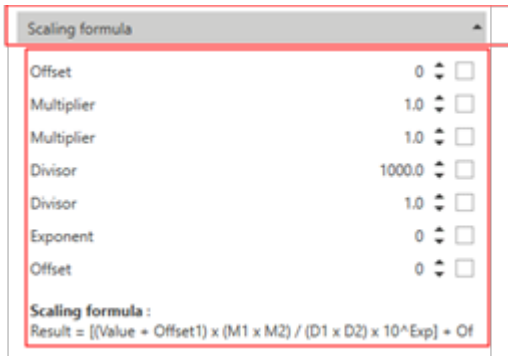 Scaling formula
Offset 0
Multiplier 1.0
Multiplier 1.0
Divisor 1000.0
Divisor 1.0
Exponent 0
Offset 0
Scaling formula :
Result = [(Value + Offset1) x (M1 x M2) / (D1 x D2) x 10^Exp] + Of